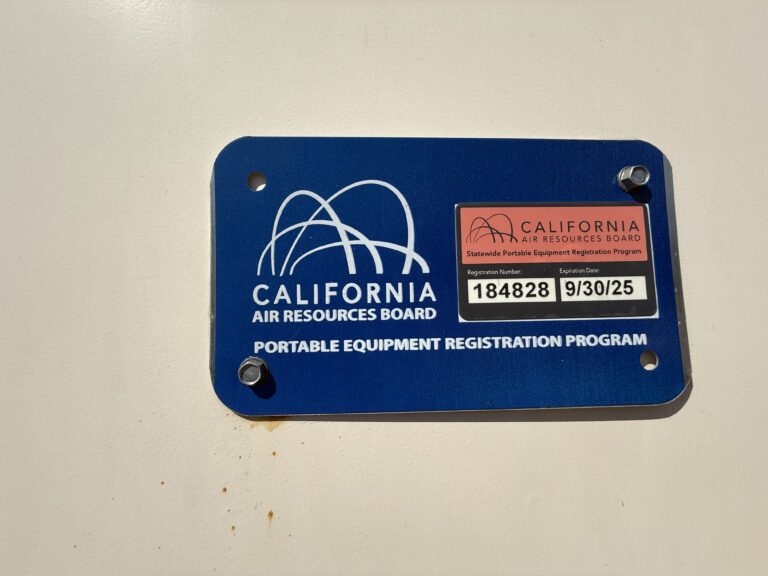 CALIFORNIA
AIR RESOURCES BOARD
PORTABLE EQUIPMENT REGISTRATION PROGRAM
CALIFORNIA
AIR RESOURCES BOARD
Statewide Portable Equipment Registration Program
Registration Number: Expiration Date:
184828 9/30/25